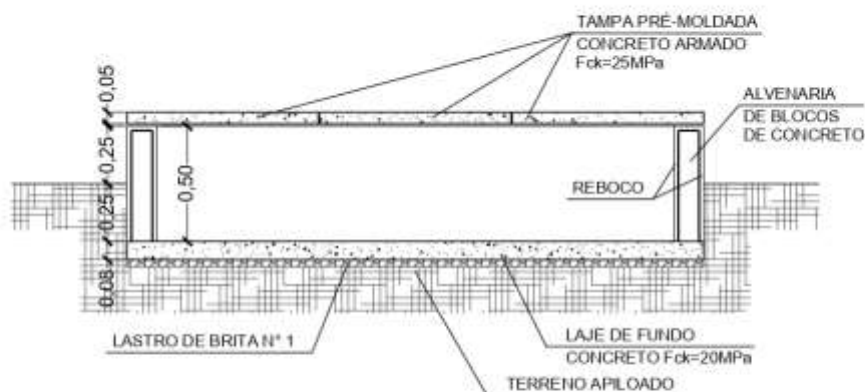 TAMPA PRÉ-MOLDADA
CONCRETO ARMADO
Fck=25MPa
ALVENARIA
DE BLOCOS
DE CONCRETO
REBOCO
0,05
0,25
0,50
0,25
0,08
LASTRO DE BRITA N° 1
LAJE DE FUNDO
CONCRETO Fck=20MPa
TERRENO APILOADO